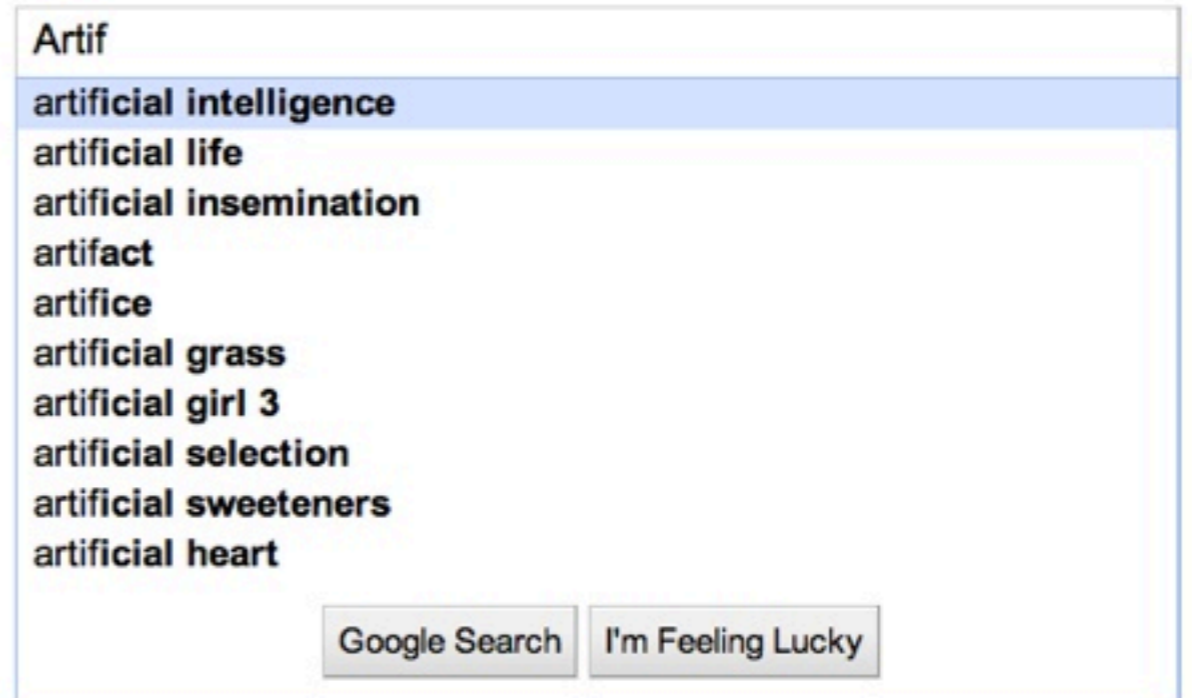 Artif
artificial intelligence
artificial life
artificial insemination
artifact
artifice
artificial grass
artificial girl 3
artificial selection
artificial sweeteners
artificial heart
Google Search I'm Feeling Lucky